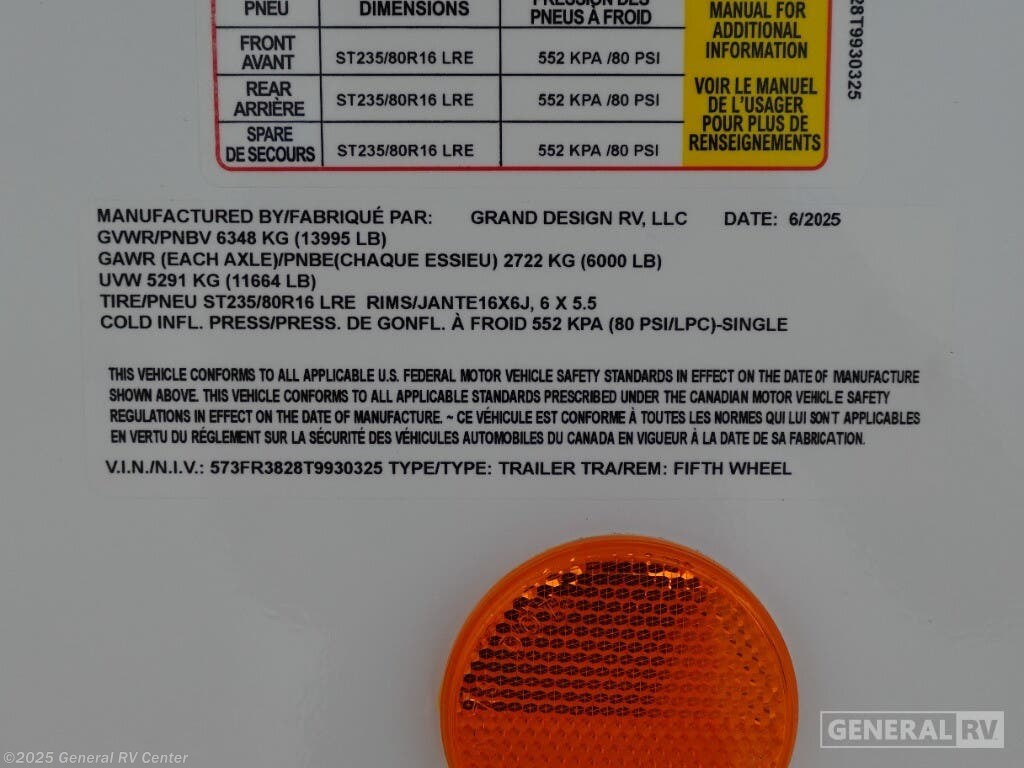 PNEU DIMENSIONS PRESSION DES
PNEUS À FROID
MANUAL FOR
ADDITIONAL
INFORMATION
FRONT
AVANT ST235/80R16 LRE 552 KPA /80 PSI
REAR
ARRIÈRE ST235/80R16 LRE 552 KPA /80 PSI
SPARE
DE SECOURS ST235/80R16 LRE 552 KPA /80 PSI
VOIR LE MANUEL
DE L'USAGER
POUR PLUS DE
RENSEIGNEMENTS
28T9930325
MANUFACTURED BY/FABRIQUÉ PAR: GRAND DESIGN RV, LLC DATE: 6/2025
GVWR/PNBV 6348 KG (13995 LB)
GAWR (EACH AXLE)/PNBE(CHAQUE ESSIEU) 2722 KG (6000 LB)
UVW 5291 KG (11664 LB)
TIRE/PNEU ST235/80R16 LRE RIMS/JANTE16X6J, 6 X 5.5
COLD INFL. PRESS/PRESS. DE GONFL. À FROID 552 KPA (80 PSI/LPC)-SINGLE
THIS VEHICLE CONFORMS TO ALL APPLICABLE U.S. FEDERAL MOTOR VEHICLE SAFETY STANDARDS IN EFFECT ON THE DATE OF MANUFACTURE
SHOWN ABOVE. THIS VEHICLE CONFORMS TO ALL APPLICABLE STANDARDS PRESCRIBED UNDER THE CANADIAN MOTOR VEHICLE SAFETY
REGULATIONS IN EFFECT ON THE DATE OF MANUFACTURE. ~ CE VÉHICULE EST CONFORME À TOUTES LES NORMES QUI LUI SONT APPLICABLES
EN VERTU DU RÉGLEMENT SUR LA SÉCURITÉ DES VÉHICULES AUTOMOBILES DU CANADA EN VIGUEUR À LA DATE DE SA FABRICATION.
V.I.N./N.I.V.: 573FR3828T9930325 TYPE/TYPE: TRAILER TRA/REM: FIFTH WHEEL
GENERAL RV
©2025 General RV Center